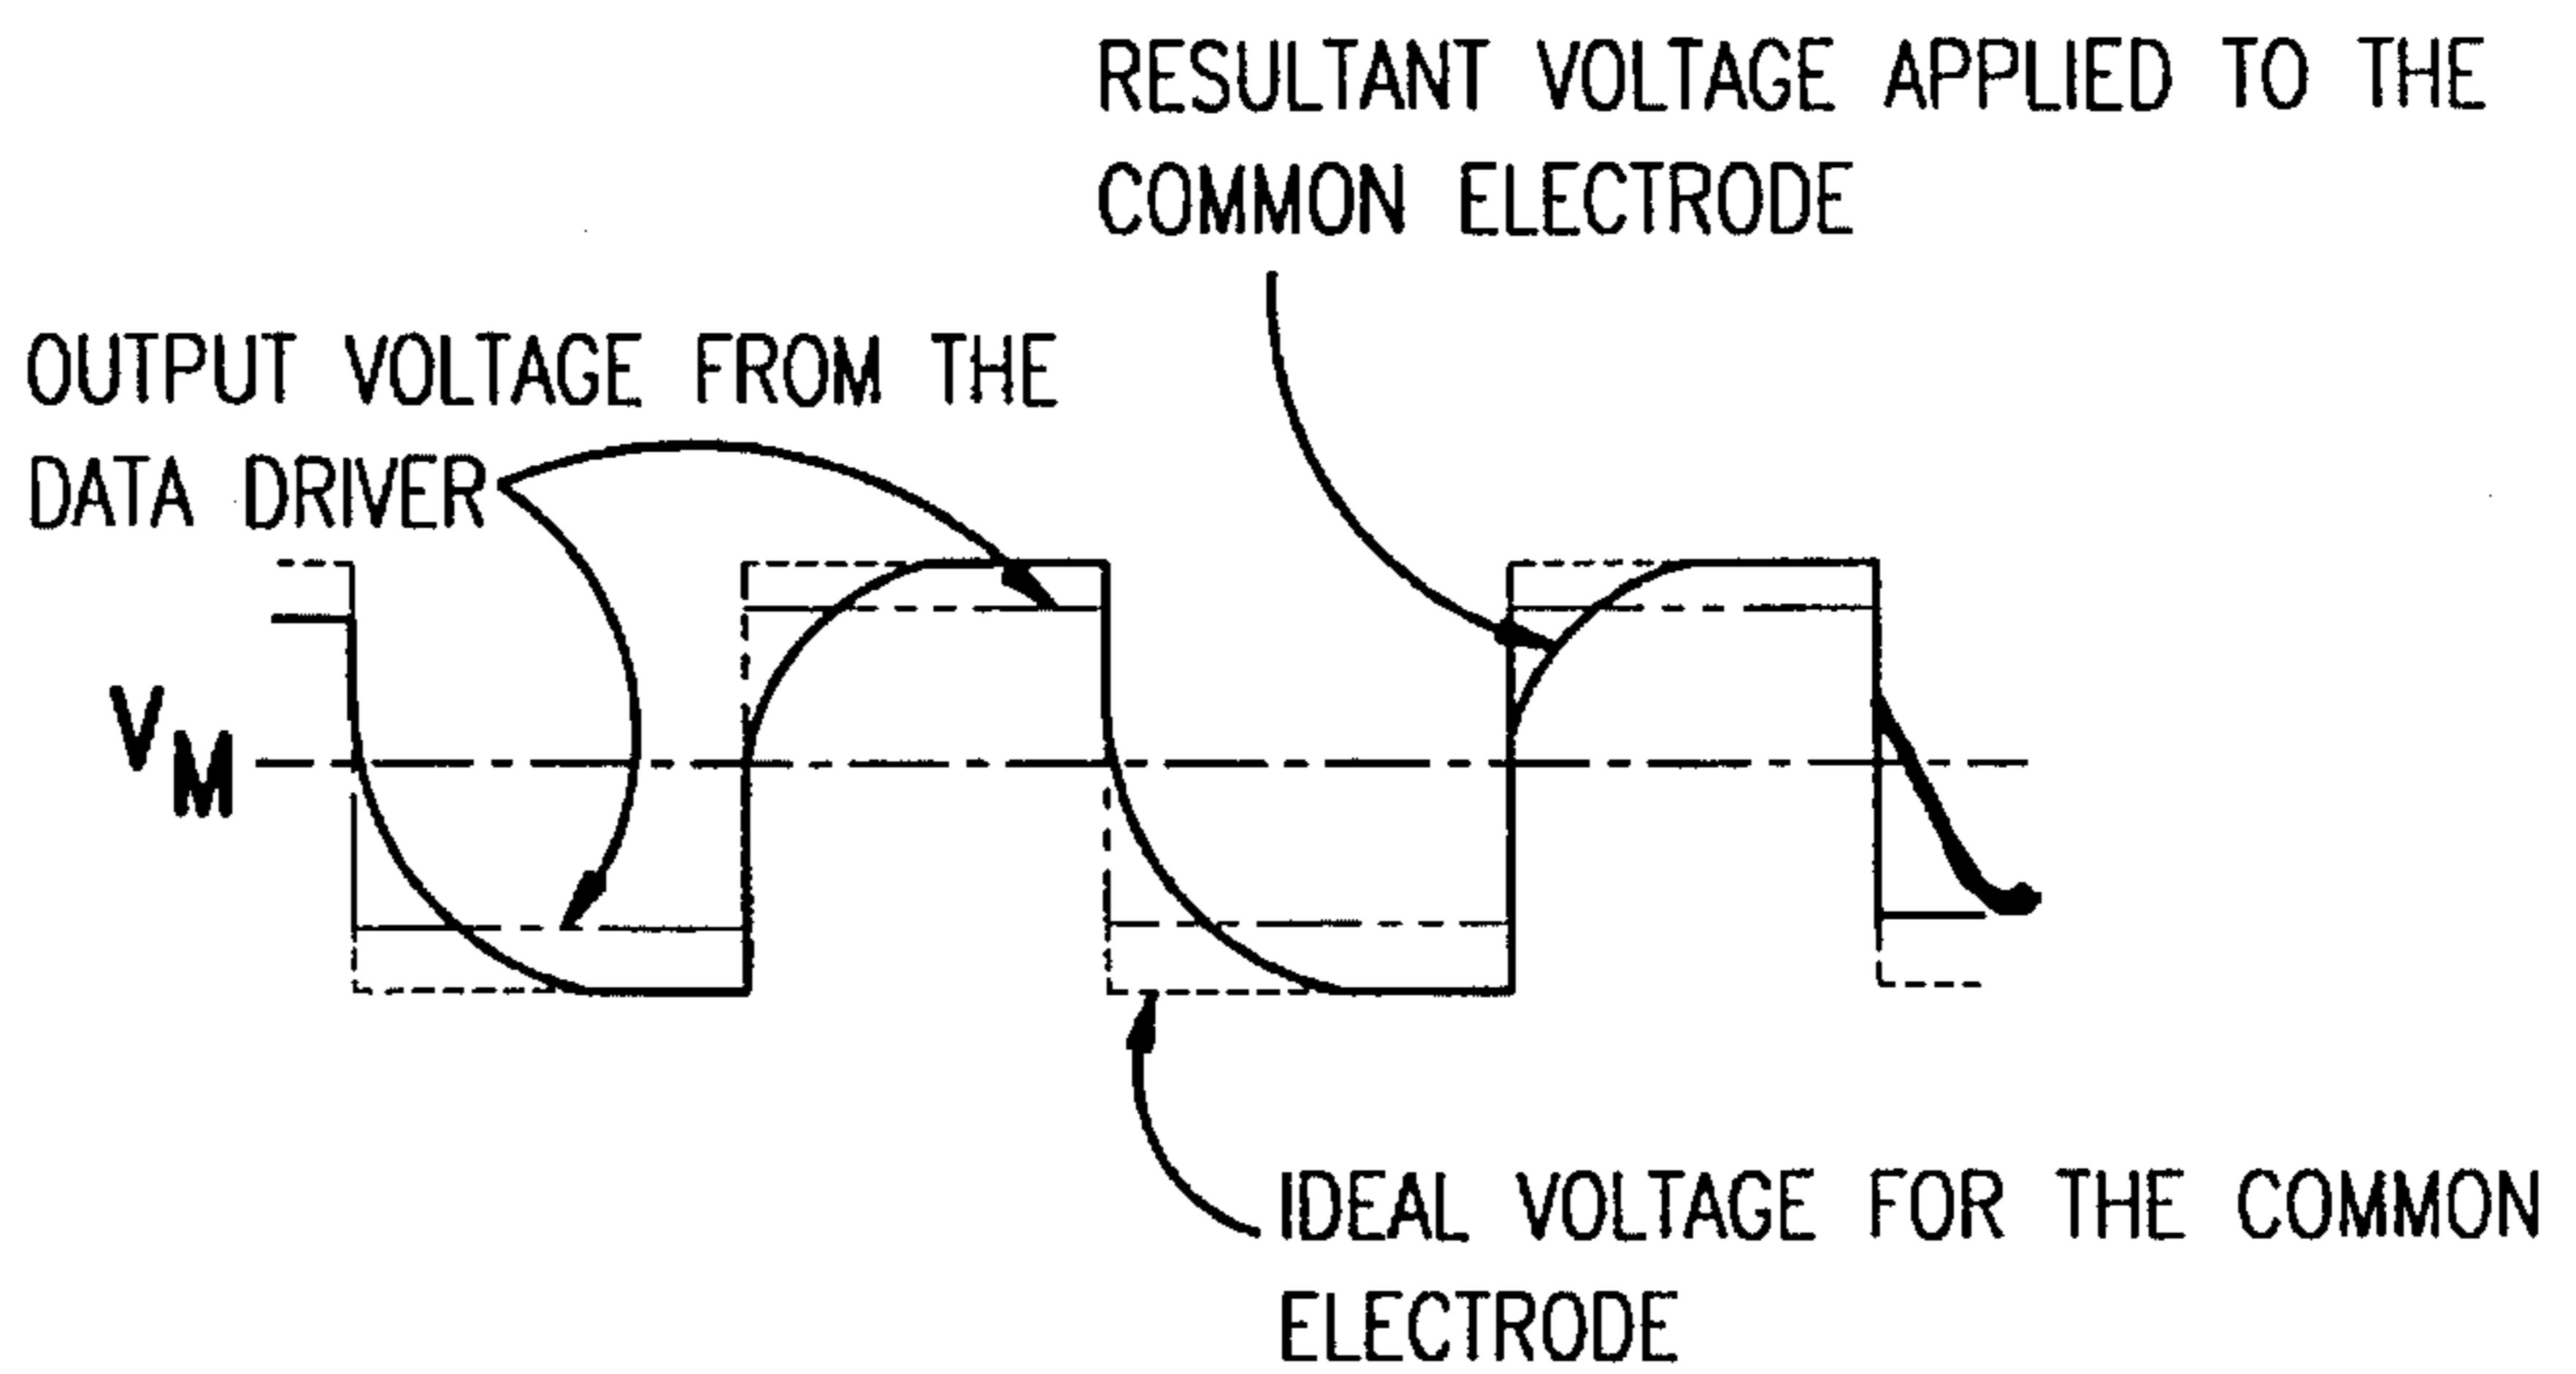 RESULTANT VOLTAGE APPLIED TO THE
COMMON ELECTRODE
OUTPUT VOLTAGE FROM THE
DATA DRIVER
VM
IDEAL VOLTAGE FOR THE COMMON
ELECTRODE